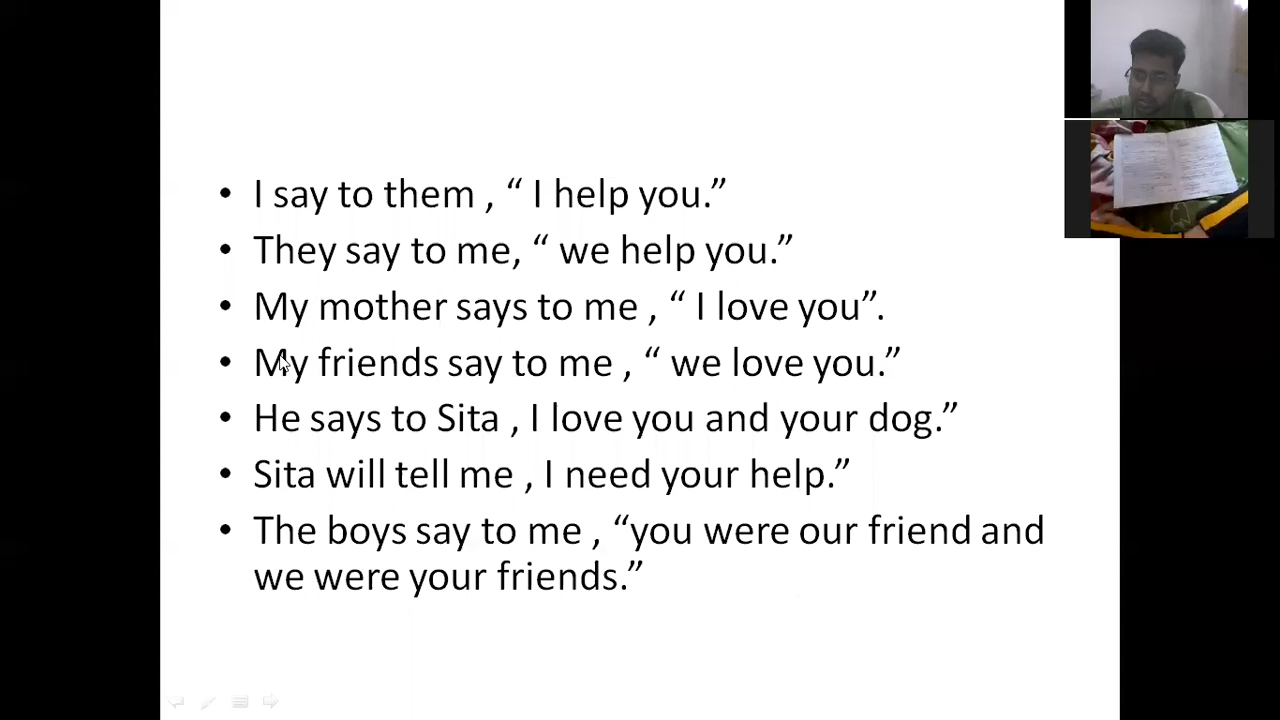 • I say to them , “ I help you.”
• They say to me, “ we help you.”
• My mother says to me , “ I love you”.
• My friends say to me , “ we love you.”
• He says to Sita , I love you and your dog.”
• Sita will tell me , I need your help.”
• The boys say to me , “you were our friend and
we were your friends.”